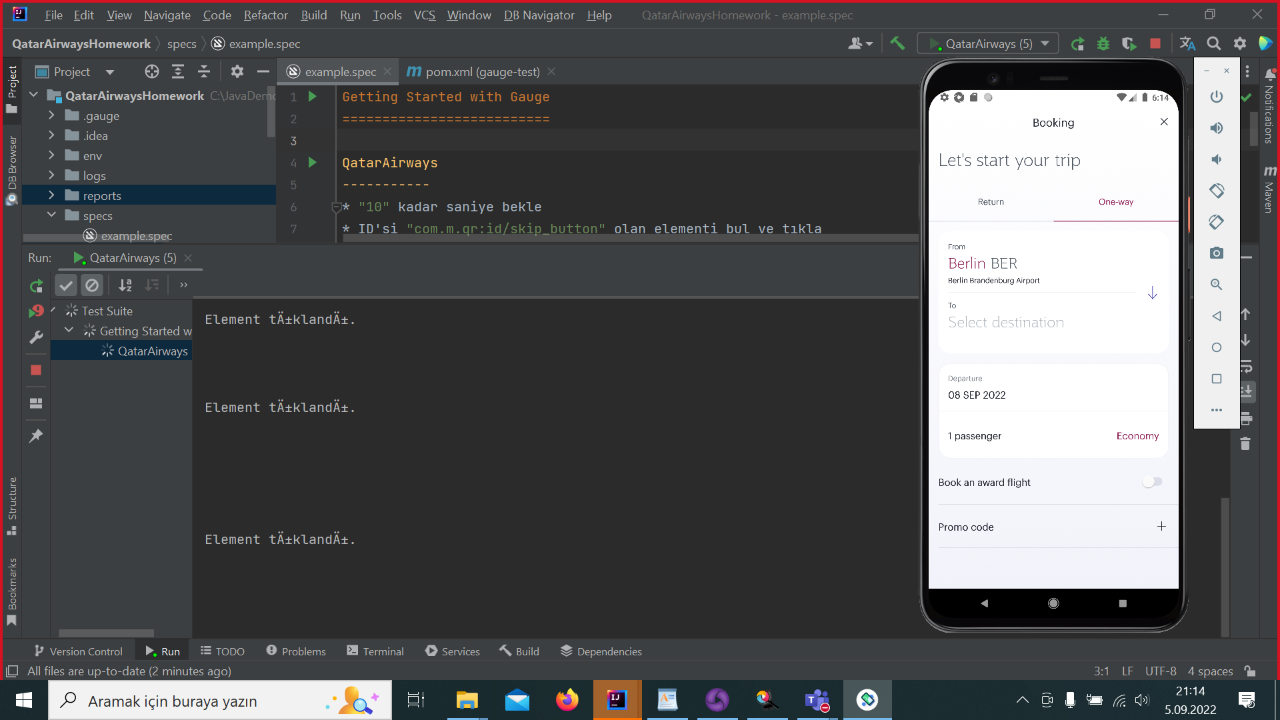 File Edit View Navigate Code Refactor Build Run Tools VCS Window DB Navigator Help QatarAirwaysHomework - example.spec
QatarAirwaysHomework specs example.spec QatarAirways (5)
Project
example.spec
pom.xml (gauge-test)
QatarAirwaysHomework C:\JavaDemo
.gauge
.idea
env
logs
reports
specs
example.spec
1 Getting Started with Gauge
2 ==========================
3
4 QatarAirways
5 -----------
6 * "10" kadar saniye bekle
7 * ID'si "com.m.qr:id/skip_button" olan elementi bul ve tıkla
Project
DB Browser
Structure
Bookmarks
Notifications
Maven
Run: QatarAirways (5)
Test Suite
Getting Started w
QatarAirways
Element tÄ±klandÄ±.
Element tÄ±klandÄ±.
Element tÄ±klandÄ±.
6:14
Booking
Let's start your trip
Return One-way
From
Berlin BER
Berlin Brandenburg Airport
To
Select destination
Departure
08 SEP 2022
1 passenger Economy
Book an award flight
Promo code
Version Control Run TODO Problems Terminal Services Build Dependencies
All files are up-to-date (2 minutes ago) 3:1 LF UTF-8 4 spaces
Aramak için buraya yazın
21:14
5.09.2022